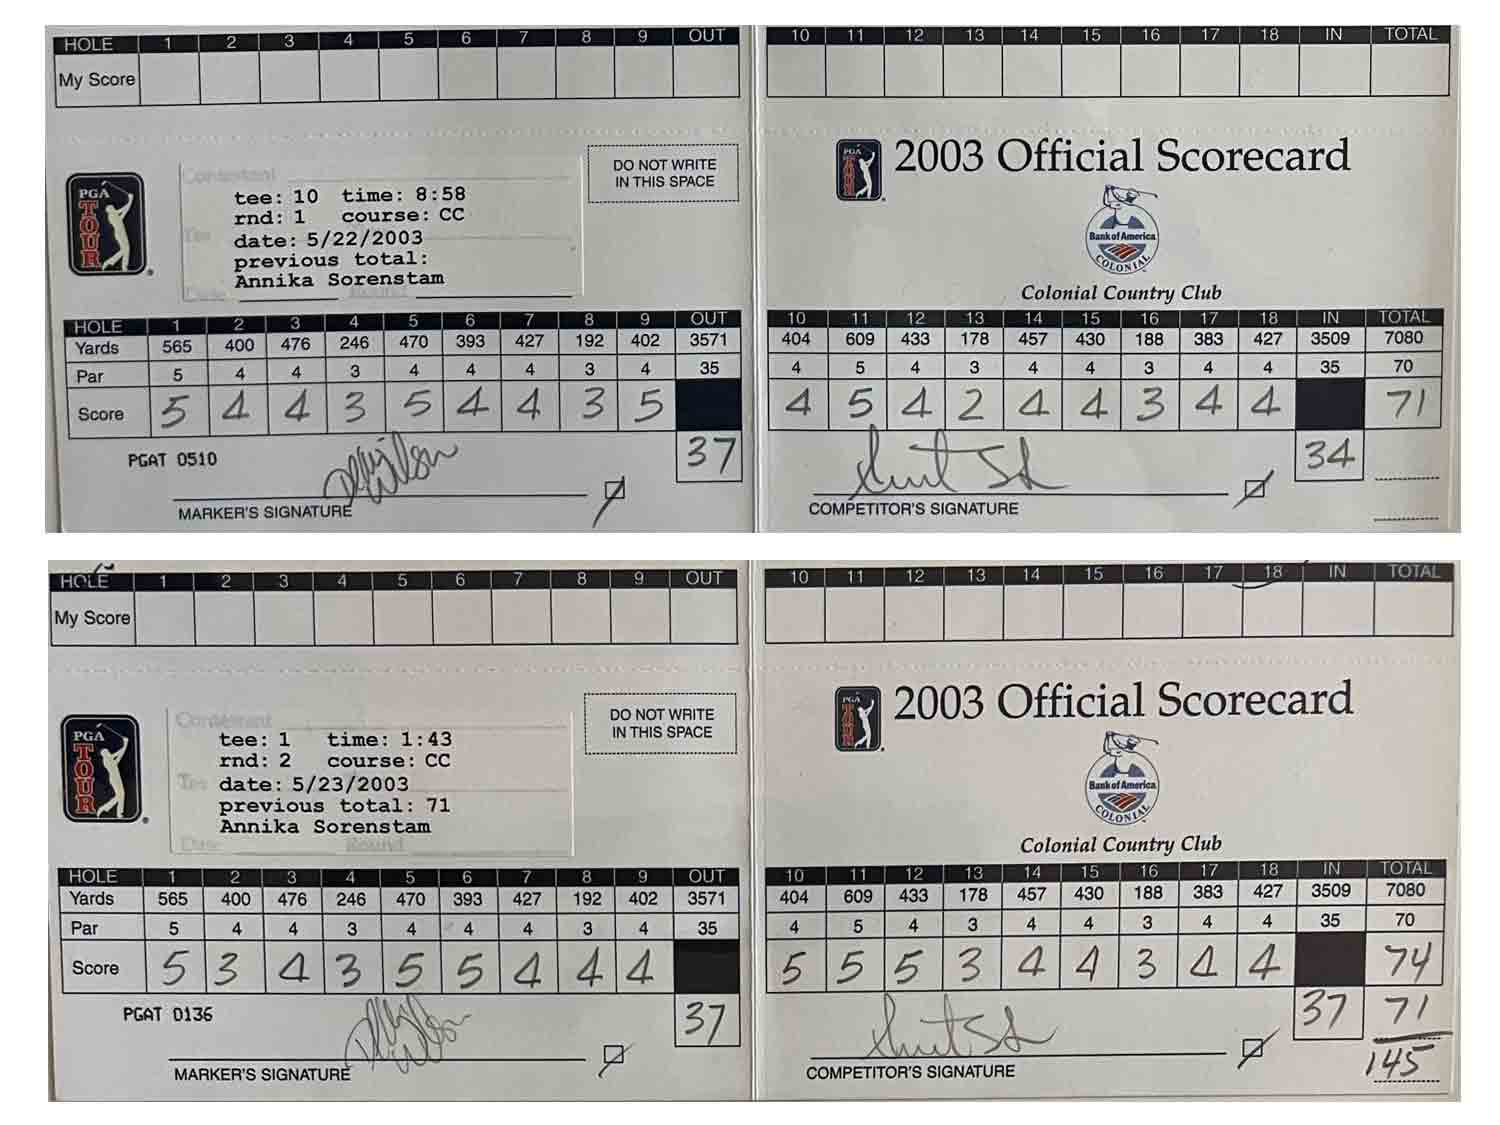 HOLE 1 2 3 4 5 6 7 8 9 OUT 10 11 12 13 14 15 16 17 18 IN TOTAL
My Score
PGA TOUR
Contestant
tee: 10 time: 8:58
rnd: 1 course: CC
date: 5/22/2003
previous total:
Annika Sorenstam
DO NOT WRITE
IN THIS SPACE
PGA TOUR
2003 Official Scorecard
Bank of America
COLONIAL
Colonial Country Club
HOLE 1 2 3 4 5 6 7 8 9 OUT 10 11 12 13 14 15 16 17 18 IN TOTAL
Yards 565 400 476 246 470 393 427 192 402 3571 404 609 433 178 457 430 188 383 427 3509 7080
Par 5 4 4 3 4 4 4 3 4 35 4 5 4 3 4 4 3 4 4 35 70
Score 5 4 4 3 5 4 4 3 5 4 5 4 2 4 4 3 4 4 71
37 34
PGAT 0510
MARKER'S SIGNATURE COMPETITOR'S SIGNATURE
HOLE 1 2 3 4 5 6 7 8 9 OUT 10 11 12 13 14 15 16 17 18 IN TOTAL
My Score
PGA TOUR
Contestant
tee: 1 time: 1:43
rnd: 2 course: CC
date: 5/23/2003
previous total: 71
Annika Sorenstam
Date Round
DO NOT WRITE
IN THIS SPACE
PGA TOUR
2003 Official Scorecard
Bank of America
COLONIAL
Colonial Country Club
HOLE 1 2 3 4 5 6 7 8 9 OUT 10 11 12 13 14 15 16 17 18 IN TOTAL
Yards 565 400 476 246 470 393 427 192 402 3571 404 609 433 178 457 430 188 383 427 3509 7080
Par 5 4 4 3 4 4 4 3 4 35 4 5 4 3 4 4 3 4 4 35 70
Score 5 3 4 3 5 5 4 4 4 5 5 5 3 4 4 3 4 4 74
37 37 71
PGAT 0136
145
MARKER'S SIGNATURE COMPETITOR'S SIGNATURE